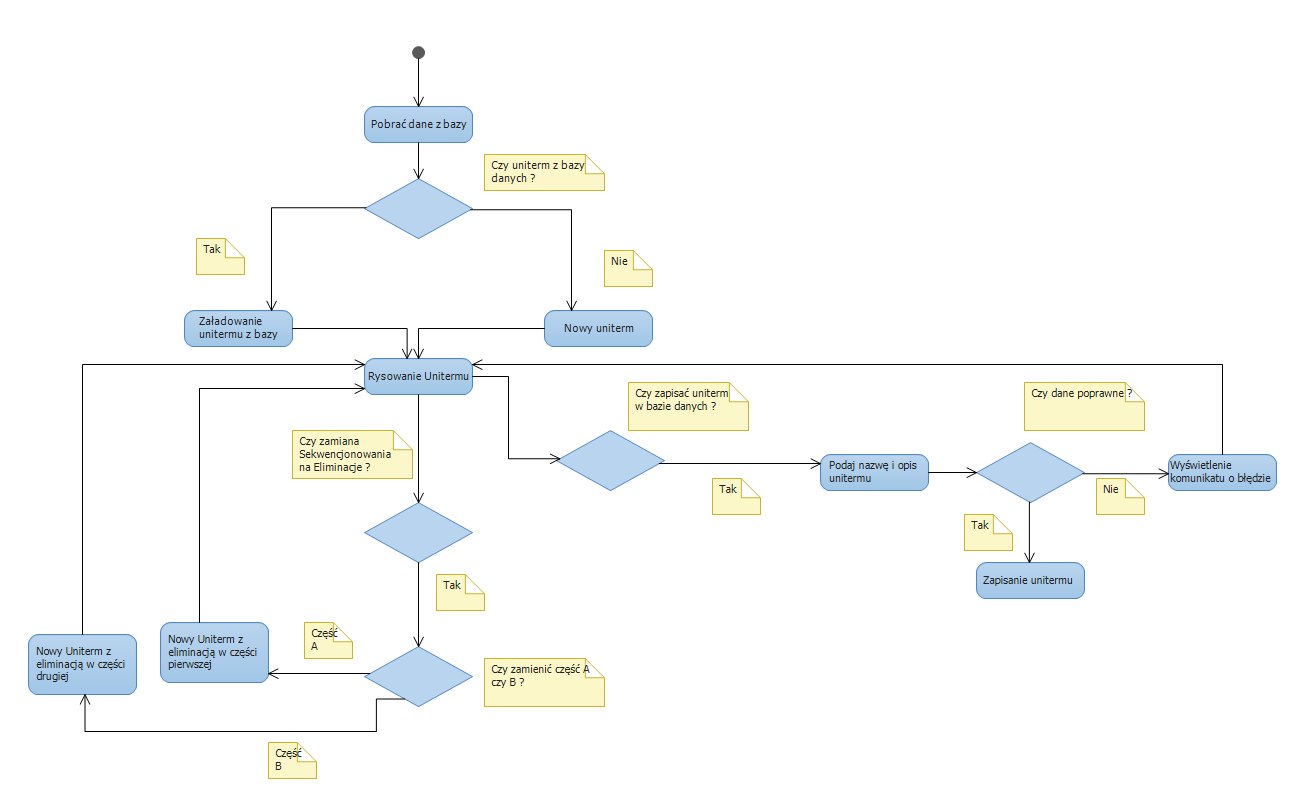 Pobrać dane z bazy
Czy uniterm z bazy
danych ?
Tak
Nie
Załadowanie
unitermu z bazy
Nowy uniterm
Rysowanie Unitermu
Czy zapisać uniterm
w bazie danych ?
Czy dane poprawne ?
Czy zamiana
Sekwencjonowania
na Eliminacje ?
Podaj nazwę i opis
unitermu
Wyświetlenie
komunikatu o błędzie
Tak
Nie
Tak
Zapisanie unitermu
Tak
Część
A
Nowy Uniterm z
eliminacją w części
pierwszej
Nowy Uniterm z
eliminacją w części
drugiej
Czy zamienić część A
czy B ?
Część
B